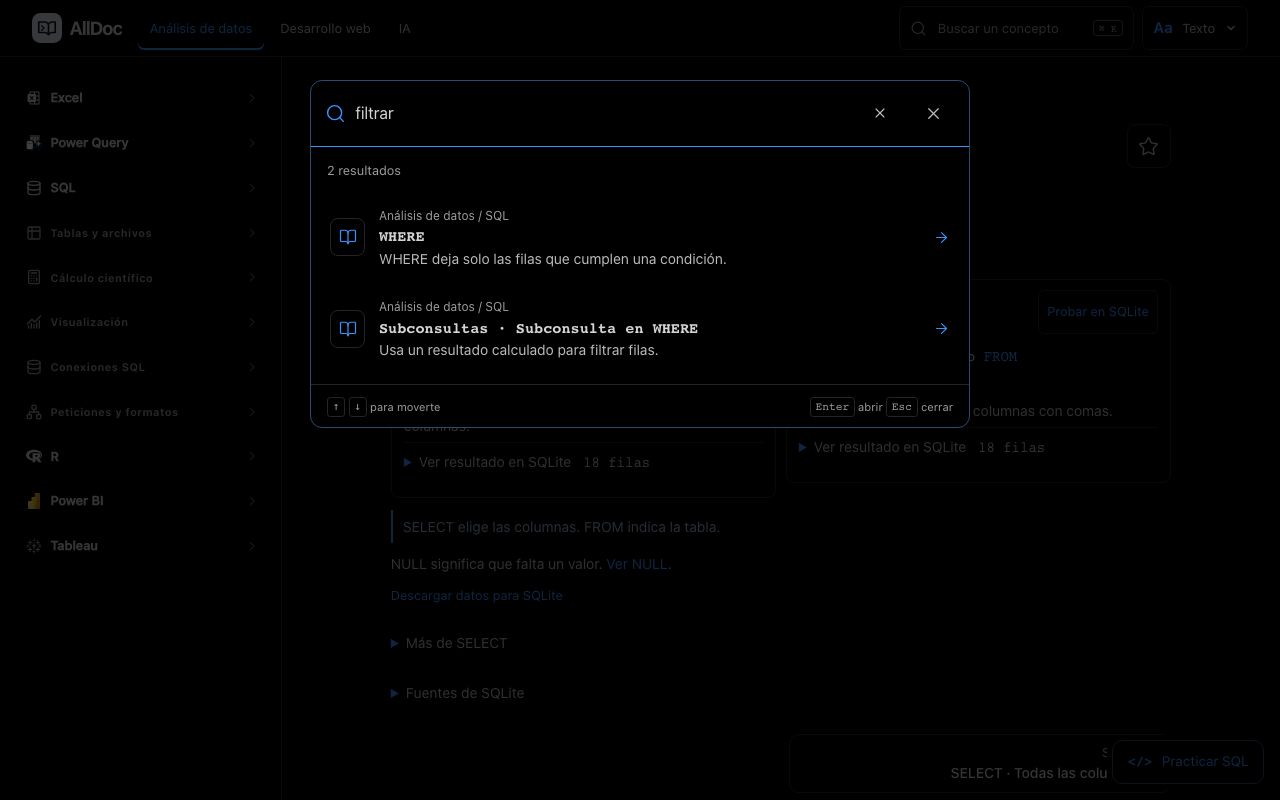 AllDoc
Análisis de datos
Desarrollo web
IA
Buscar un concepto
⌘ K
Aa Texto
Excel
Power Query
SQL
Tablas y archivos
Cálculo científico
Visualización
Conexiones SQL
Peticiones y formatos
R
Power BI
Tableau
filtrar
2 resultados
Análisis de datos / SQL
WHERE
WHERE deja solo las filas que cumplen una condición.
Análisis de datos / SQL
Subconsultas · Subconsulta en WHERE
Usa un resultado calculado para filtrar filas.
↑ ↓ para moverte
Enter abrir Esc cerrar
Probar en SQLite
FROM
columnas con comas.
columnas.
Ver resultado en SQLite 18 filas
Ver resultado en SQLite 18 filas
SELECT elige las columnas. FROM indica la tabla.
NULL significa que falta un valor. Ver NULL.
Descargar datos para SQLite
Más de SELECT
Fuentes de SQLite
SELECT · Todas las colu
</> Practicar SQL